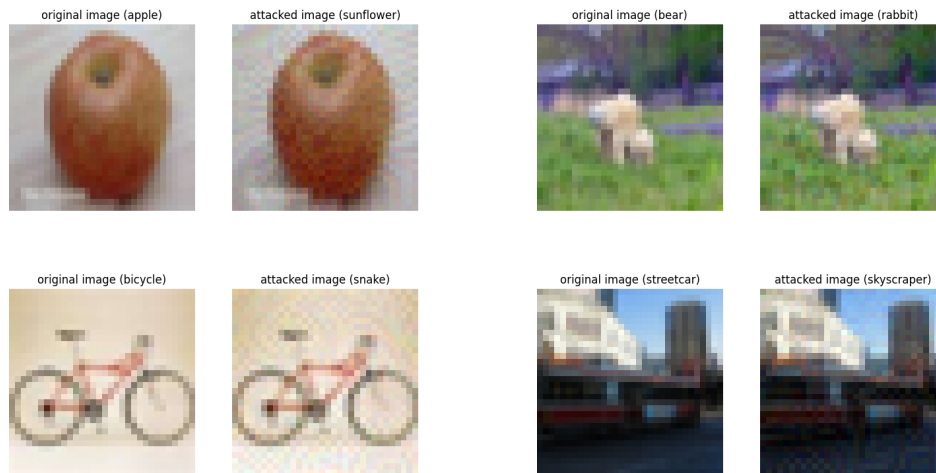 original image (apple)
attacked image (sunflower)
original image (bear)
attacked image (rabbit)
original image (bicycle)
attacked image (snake)
original image (streetcar)
attacked image (skyscraper)